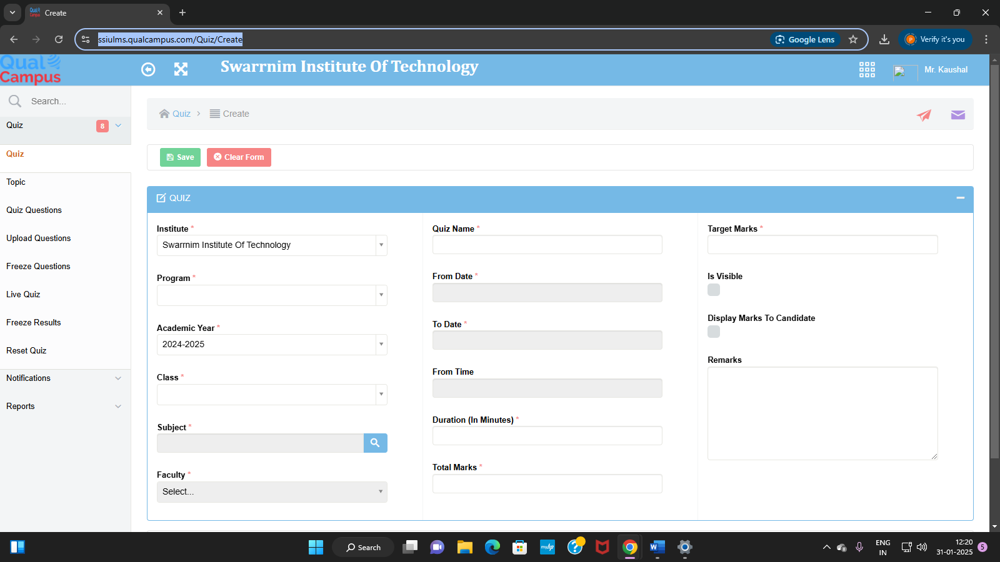 Qual Campus
Create
ssiulms.qualcampus.com/Quiz/Create
Google Lens
P
Verify it's you
Qual
Campus
Swarrnim Institute Of Technology
Mr. Kaushal
Search...
Quiz
8
Quiz
Topic
Quiz Questions
Upload Questions
Freeze Questions
Live Quiz
Freeze Results
Reset Quiz
Notifications
Reports
Quiz
Create
Save
Clear Form
QUIZ
Institute *
Swarrnim Institute Of Technology
Program *
Academic Year *
2024-2025
Class *
Subject *
Faculty *
Select...
Quiz Name *
From Date *
To Date *
From Time
Duration (In Minutes) *
Total Marks *
Target Marks *
Is Visible
Display Marks To Candidate
Remarks
Search
myhp
W
ENG
IN
12:20
31-01-2025
5